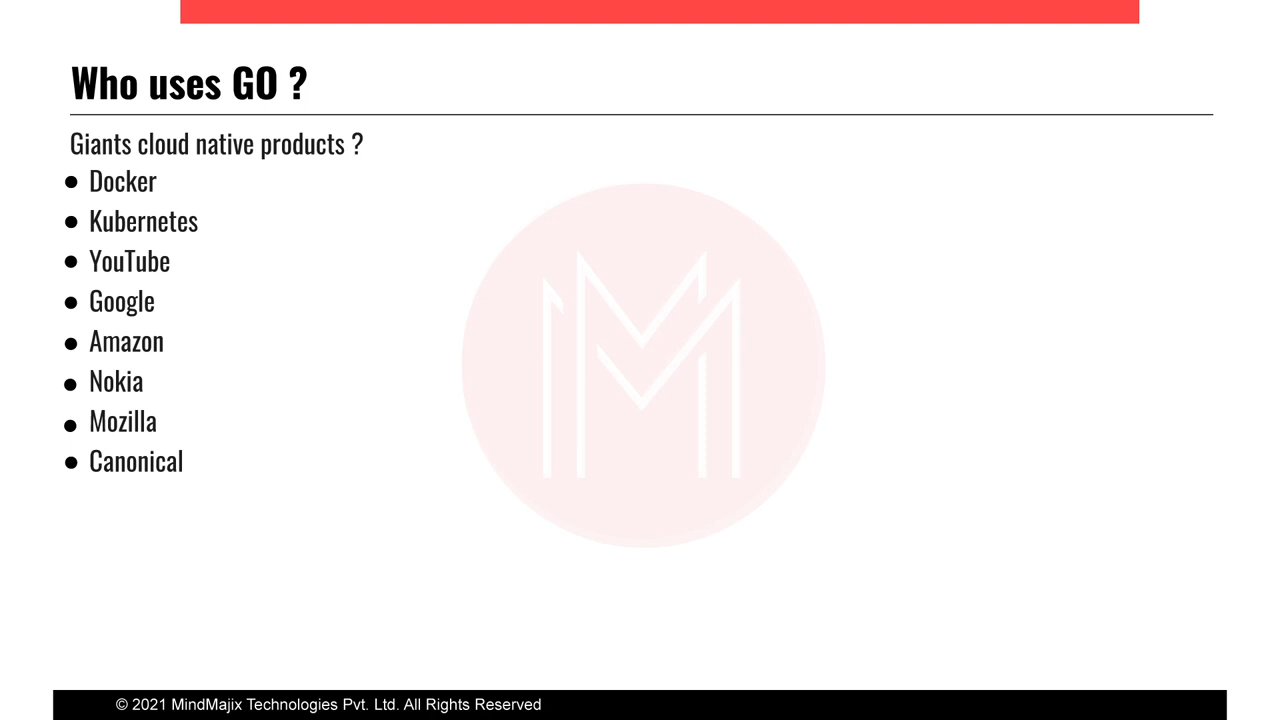 Who uses GO ?
Giants cloud native products ?
● Docker
● Kubernetes
● YouTube
● Google
● Amazon
● Nokia
● Mozilla
● Canonical
© 2021 MindMajix Technologies Pvt. Ltd. All Rights Reserved